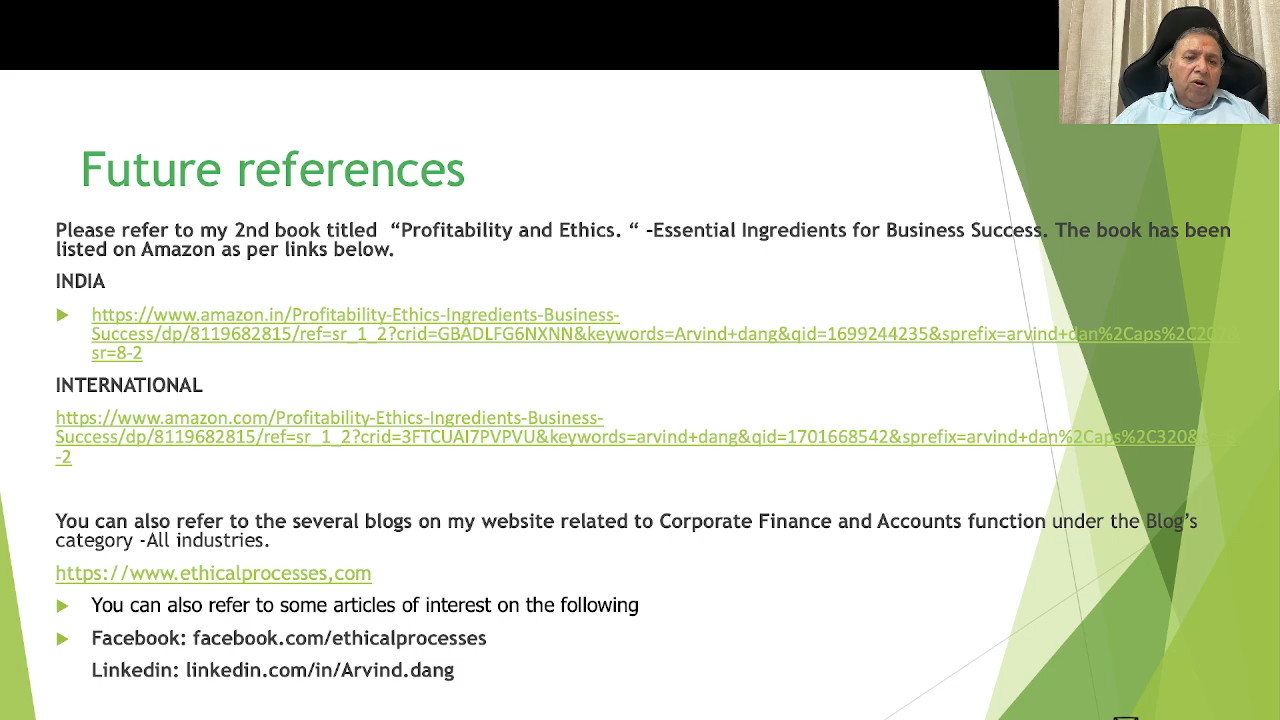 Future references
Please refer to my 2nd book titled “Profitability and Ethics. “ -Essential Ingredients for Business Success. The book has been
listed on Amazon as per links below.
INDIA
https://www.amazon.in/Profitability-Ethics-Ingredients-Business-
Success/dp/8119682815/ref=sr_1_2?crid=GBADLFG6NXNN&keywords=Arvind+dang&qid=1699244235&sprefix=arvind+dan%2Caps%2C207&
sr=8-2
INTERNATIONAL
https://www.amazon.com/Profitability-Ethics-Ingredients-Business-
Success/dp/8119682815/ref=sr_1_2?crid=3FTCUAI7PVPVU&keywords=arvind+dang&qid=1701668542&sprefix=arvind+dan%2Caps%2C320&
-2
You can also refer to the several blogs on my website related to Corporate Finance and Accounts function under the Blog’s
category -All industries.
https://www.ethicalprocesses,com
You can also refer to some articles of interest on the following
Facebook: facebook.com/ethicalprocesses
Linkedin: linkedin.com/in/Arvind.dang